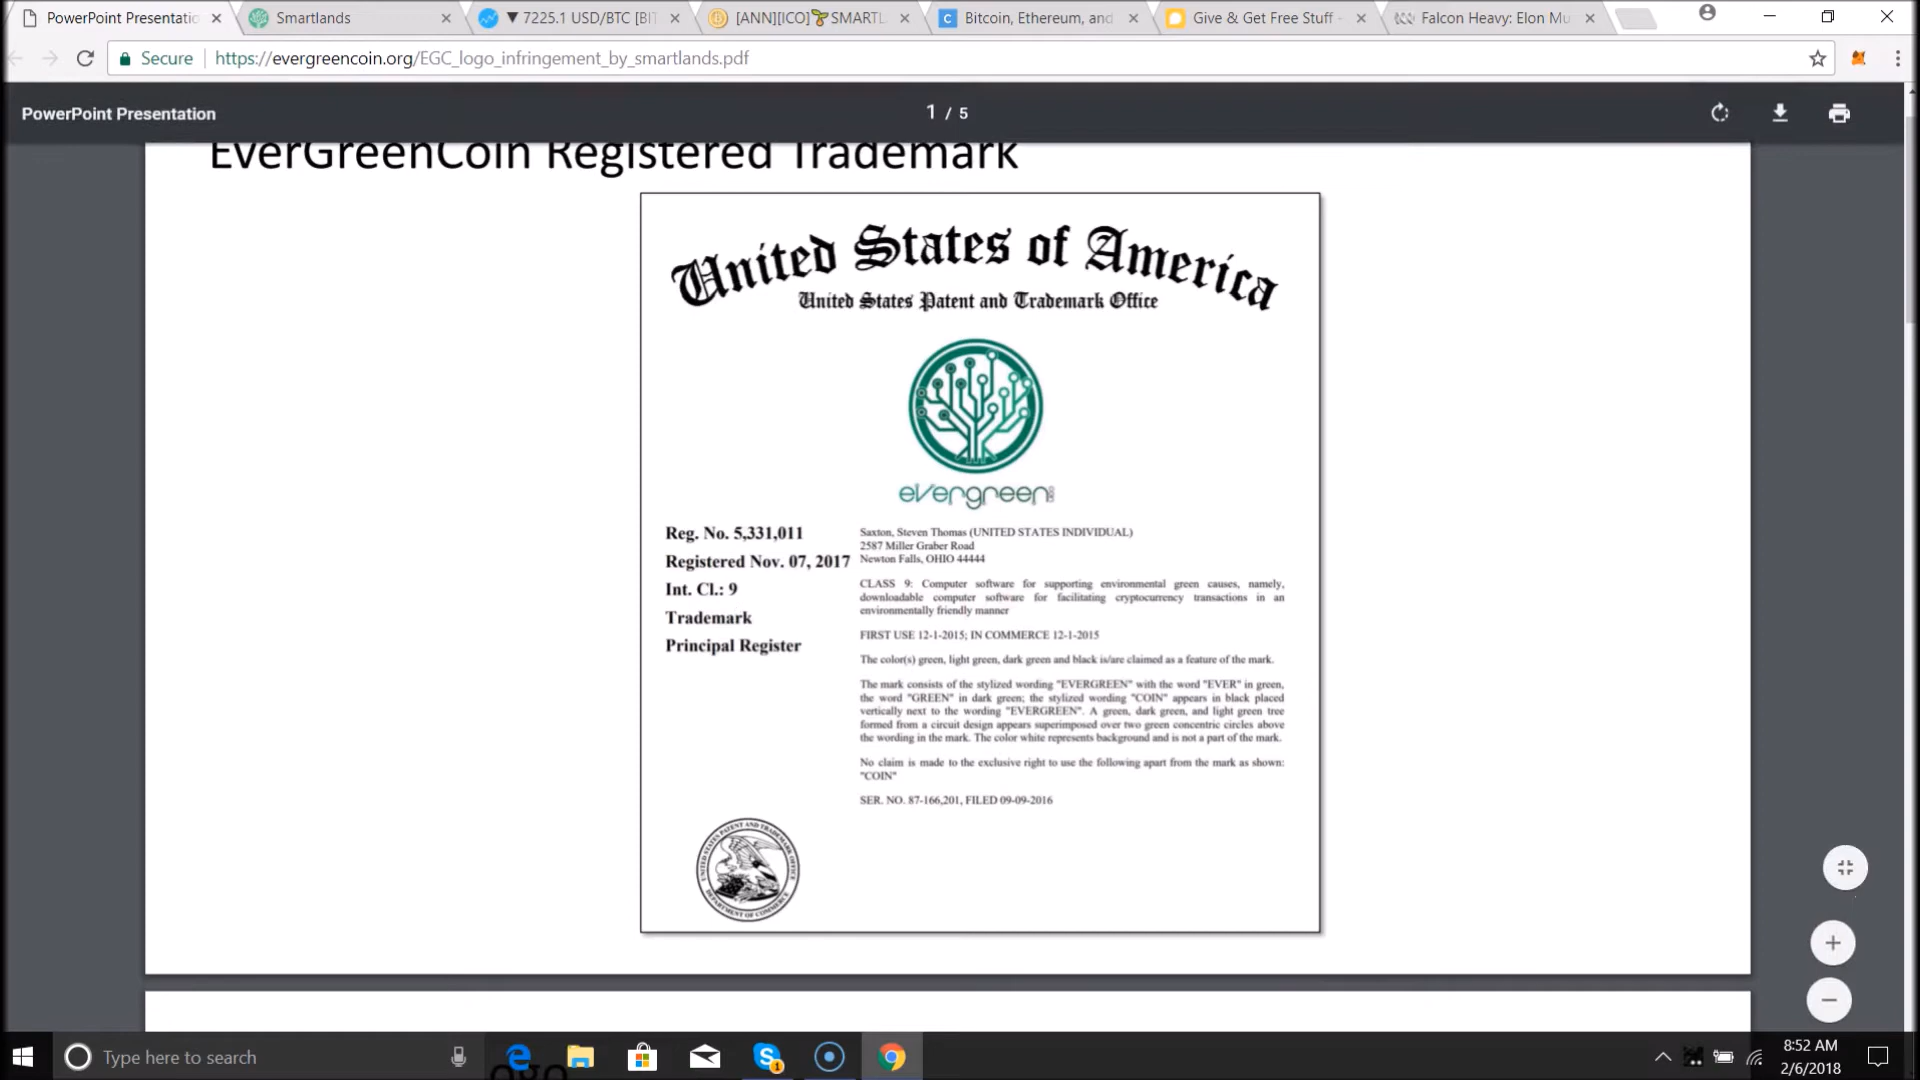 PowerPoint Presentatio
Smartlands
▼ 7225.1 USD/BTC [BIT
[ANN][ICO]🌱SMARTL
Bitcoin, Ethereum, and
Give & Get Free Stuff -
Falcon Heavy: Elon Mu
Secure
https://evergreencoin.org/EGC_logo_infringement_by_smartlands.pdf
PowerPoint Presentation
1 / 5
EverGreenCoin Registered Trademark
United States of America
United States Patent and Trademark Office
evergreen
Reg. No. 5,331,011
Registered Nov. 07, 2017
Int. Cl.: 9
Trademark
Principal Register
Saxton, Steven Thomas (UNITED STATES INDIVIDUAL)
2587 Miller Graber Road
Newton Falls, OHIO 44444
CLASS 9: Computer software for supporting environmental green causes, namely,
downloadable computer software for facilitating cryptocurrency transactions in an
environmentally friendly manner
FIRST USE 12-1-2015; IN COMMERCE 12-1-2015
The color(s) green, light green, dark green and black is/are claimed as a feature of the mark.
The mark consists of the stylized wording "EVERGREEN" with the word "EVER" in green,
the word "GREEN" in dark green; the stylized wording "COIN" appears in black placed
vertically next to the wording "EVERGREEN". A green, dark green, and light green tree
formed from a circuit design appears superimposed over two green concentric circles above
the wording in the mark. The color white represents background and is not a part of the mark.
No claim is made to the exclusive right to use the following apart from the mark as shown:
"COIN"
SER. NO. 87-166,201, FILED 09-09-2016
UNITED STATES PATENT AND TRADEMARK OFFICE
DEPARTMENT OF COMMERCE
Type here to search
1
8:52 AM
2/6/2018